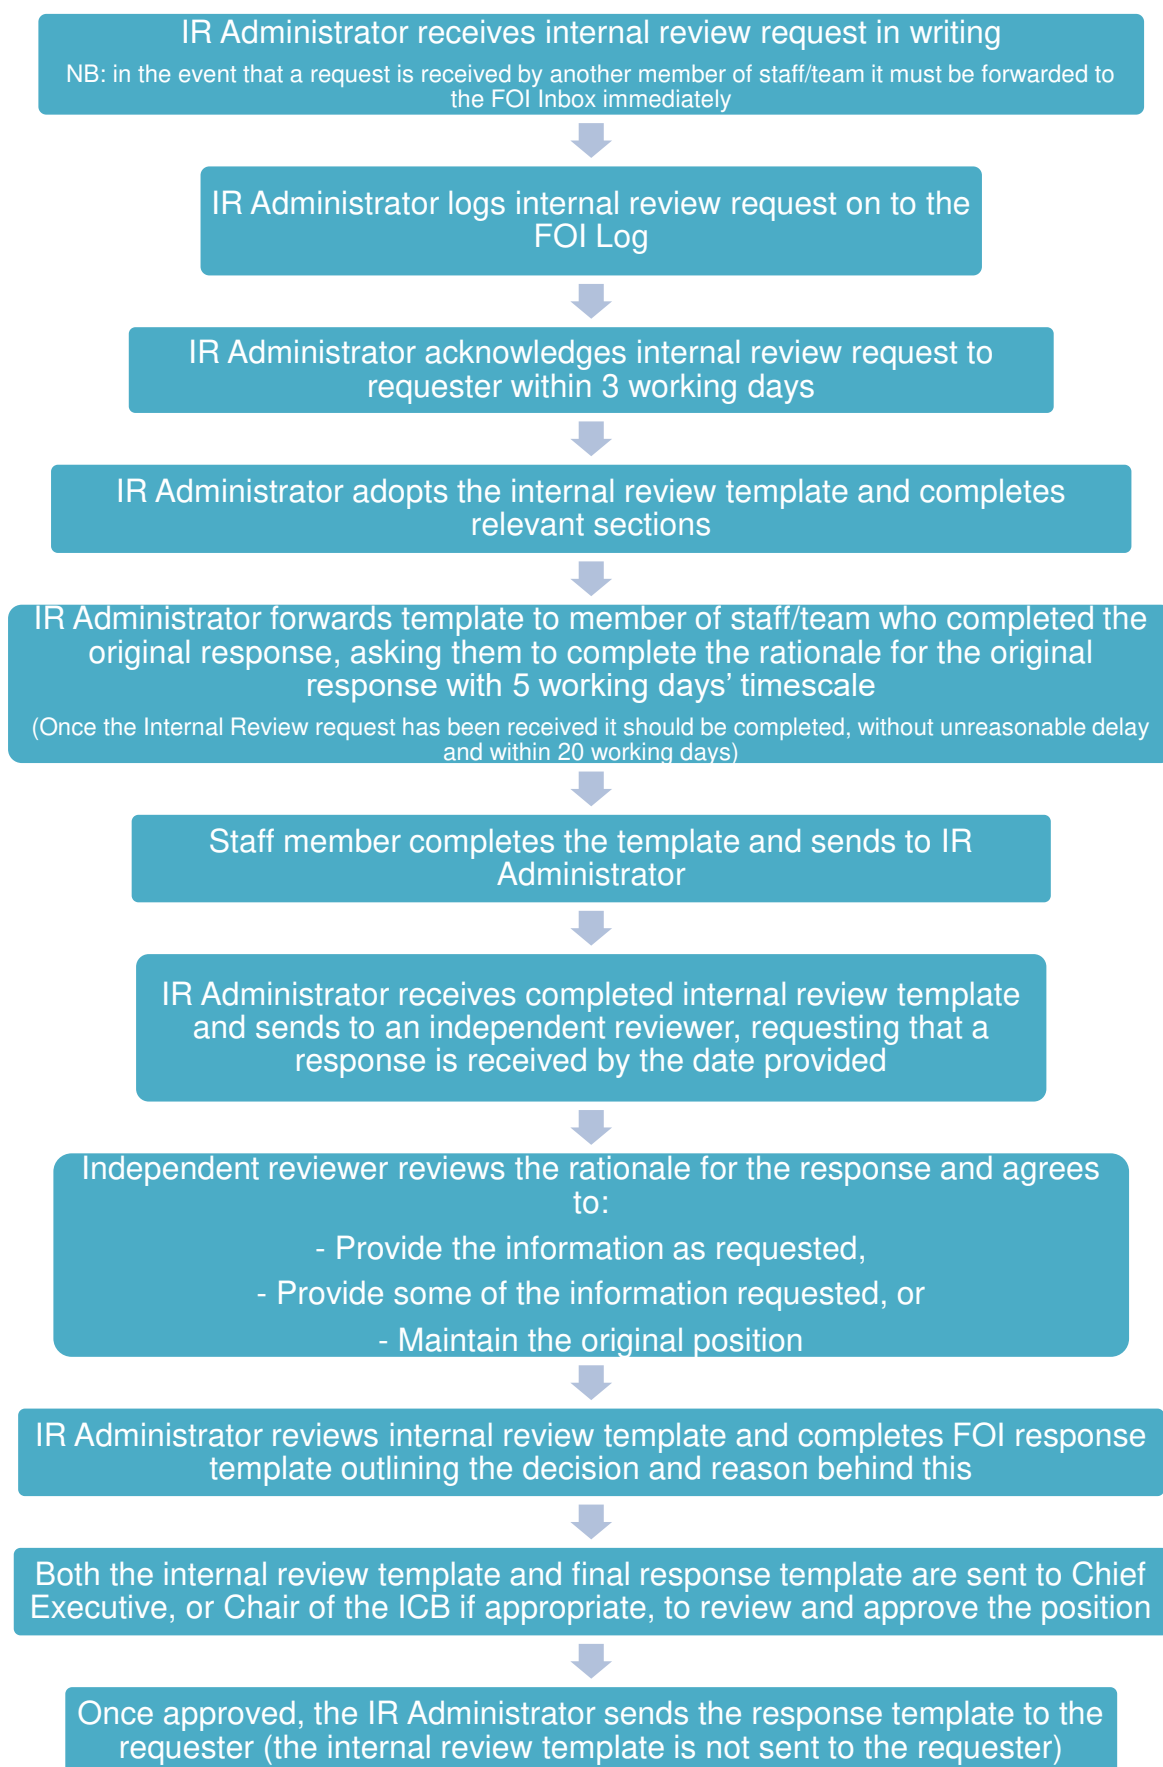 IR Administrator receives internal review request in writing
NB: in the event that a request is received by another member of staff/team it must be forwarded to
the FOI Inbox immediately
IR Administrator logs internal review request on to the
FOI Log
IR Administrator acknowledges internal review request to
requester within 3 working days
IR Administrator adopts the internal review template and completes
relevant sections
IR Administrator forwards template to member of staff/team who completed the
original response, asking them to complete the rationale for the original
response with 5 working days’ timescale
(Once the Internal Review request has been received it should be completed, without unreasonable delay
and within 20 working days)
Staff member completes the template and sends to IR
Administrator
IR Administrator receives completed internal review template
and sends to an independent reviewer, requesting that a
response is received by the date provided
Independent reviewer reviews the rationale for the response and agrees
to:
- Provide the information as requested,
- Provide some of the information requested, or
- Maintain the original position
IR Administrator reviews internal review template and completes FOI response
template outlining the decision and reason behind this
Both the internal review template and final response template are sent to Chief
Executive, or Chair of the ICB if appropriate, to review and approve the position
Once approved, the IR Administrator sends the response template to the
requester (the internal review template is not sent to the requester)